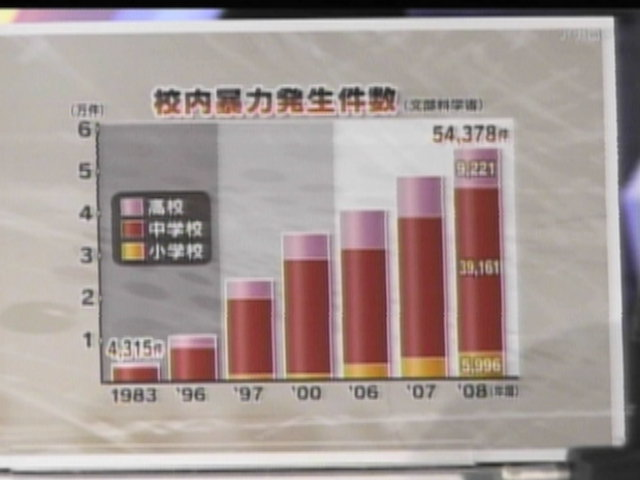 校内暴力発生件数(文部科学省)
(万件)
6
5
4
3
2
1
高校
中学校
小学校
4,315件
54,378件
9,221
39,161
5,996
1983 '96 '97 '00 '06 '07 '08(年度)